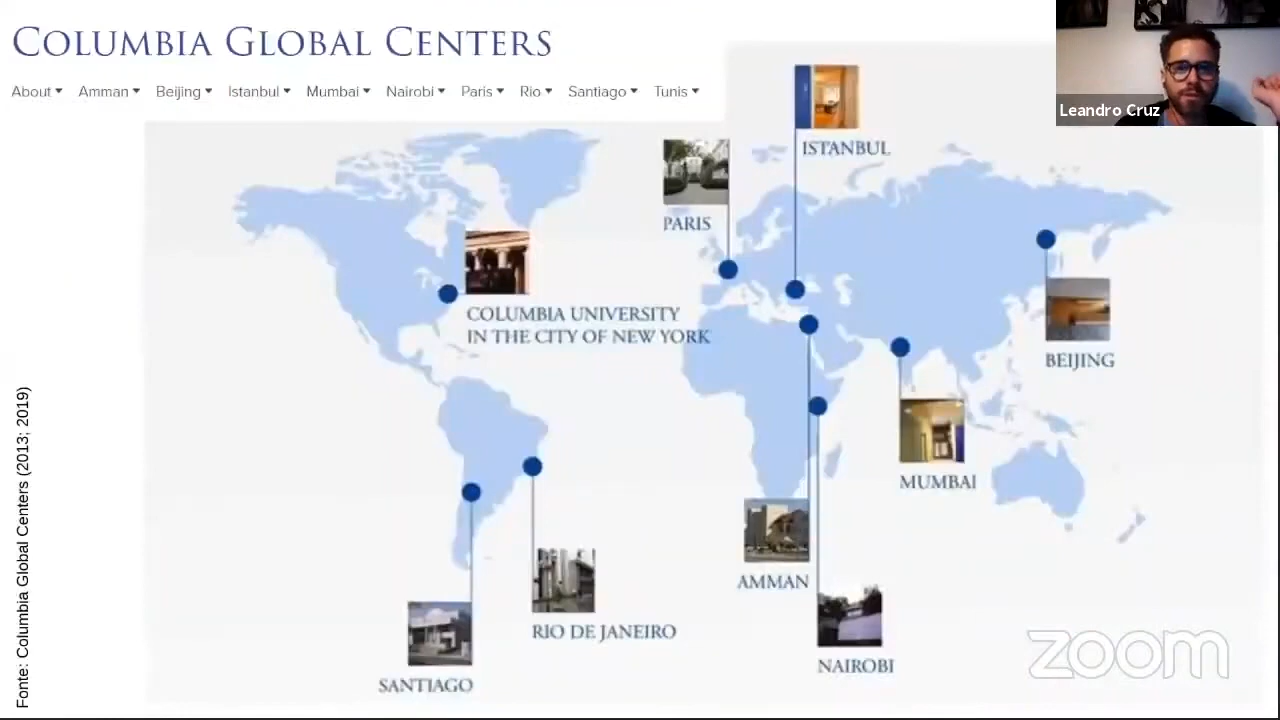 COLUMBIA GLOBAL CENTERS
About Amman Beijing Istanbul Mumbai Nairobi Paris Rio Santiago Tunis
Leandro Cruz
ISTANBUL
PARIS
COLUMBIA UNIVERSITY
IN THE CITY OF NEW YORK
BEIJING
MUMBAI
AMMAN
RIO DE JANEIRO
NAIROBI
SANTIAGO
Fonte: Columbia Global Centers (2013; 2019)
zoom